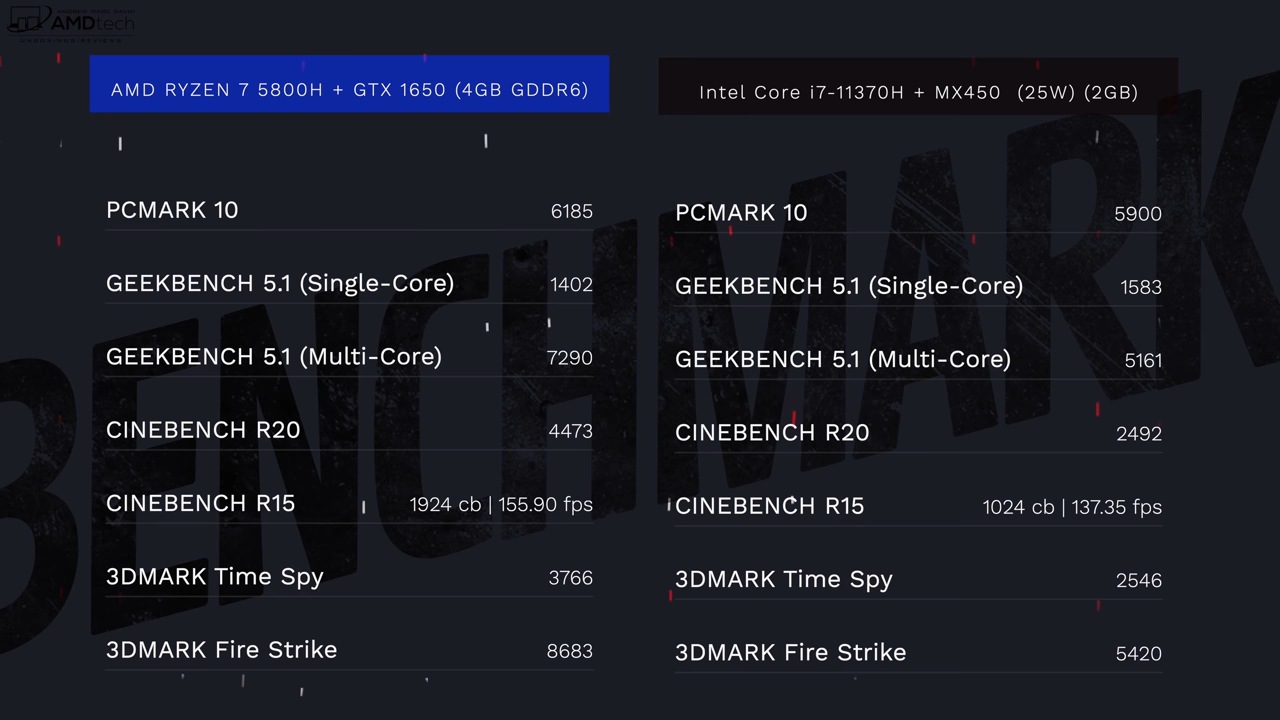 AMDtech
UNBOXINGS REVIEWS
AMD RYZEN 7 5800H + GTX 1650 (4GB GDDR6)
PCMARK 10 6185
GEEKBENCH 5.1 (Single-Core) 1402
GEEKBENCH 5.1 (Multi-Core) 7290
CINEBENCH R20 4473
CINEBENCH R15 1924 cb | 155.90 fps
3DMARK Time Spy 3766
3DMARK Fire Strike 8683
Intel Core i7-11370H + MX450 (25W) (2GB)
PCMARK 10 5900
GEEKBENCH 5.1 (Single-Core) 1583
GEEKBENCH 5.1 (Multi-Core) 5161
CINEBENCH R20 2492
CINEBENCH R15 1024 cb | 137.35 fps
3DMARK Time Spy 2546
3DMARK Fire Strike 5420
BENCHMARK